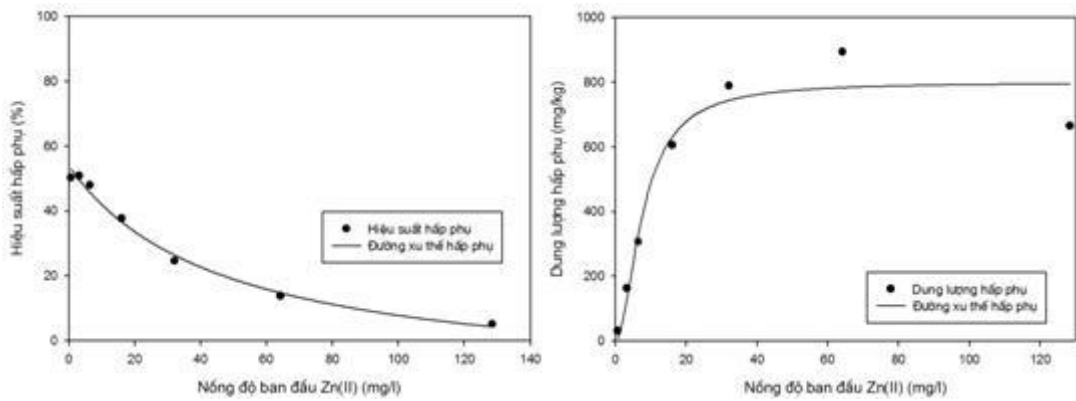 Hiệu suất hấp phụ (%)
100
80
60
40
20
0
0 20 40 60 80 100 120 140
Nồng độ ban đầu Zn(II) (mg/l)
Hiệu suất hấp phụ
Đường xu thế hấp phụ
Dung lượng hấp phụ (mg/kg)
1000
800
600
400
200
0
0 20 40 60 80 100 120
Nồng độ ban đầu Zn(II) (mg/l)
Dung lượng hấp phụ
Đường xu thế hấp phụ